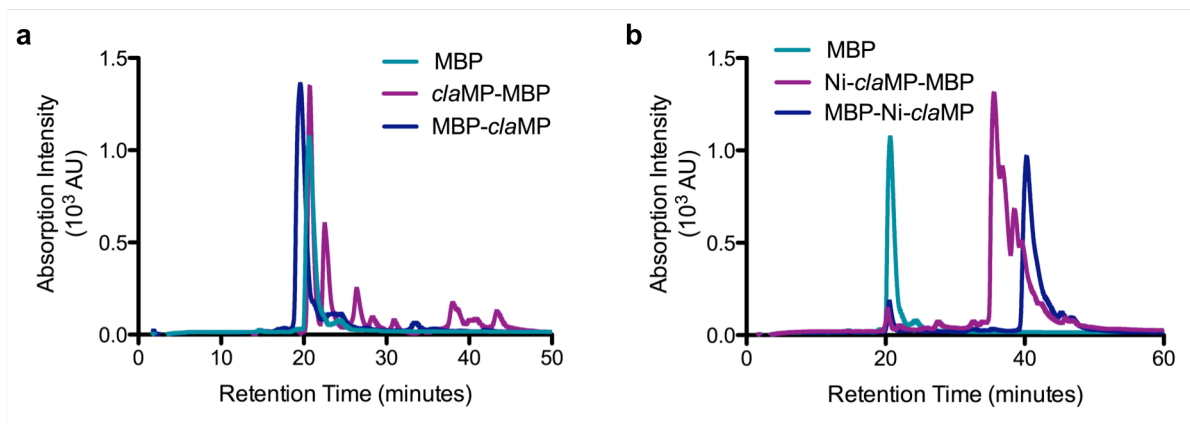 a
MBP
claMP-MBP
MBP-claMP
Absorption Intensity
(10³ AU)
1.5
1.0
0.5
0.0
0 10 20 30 40 50
Retention Time (minutes)
b
MBP
Ni-claMP-MBP
MBP-Ni-claMP
Absorption Intensity
(10³ AU)
1.5
1.0
0.5
0.0
0 20 40 60
Retention Time (minutes)